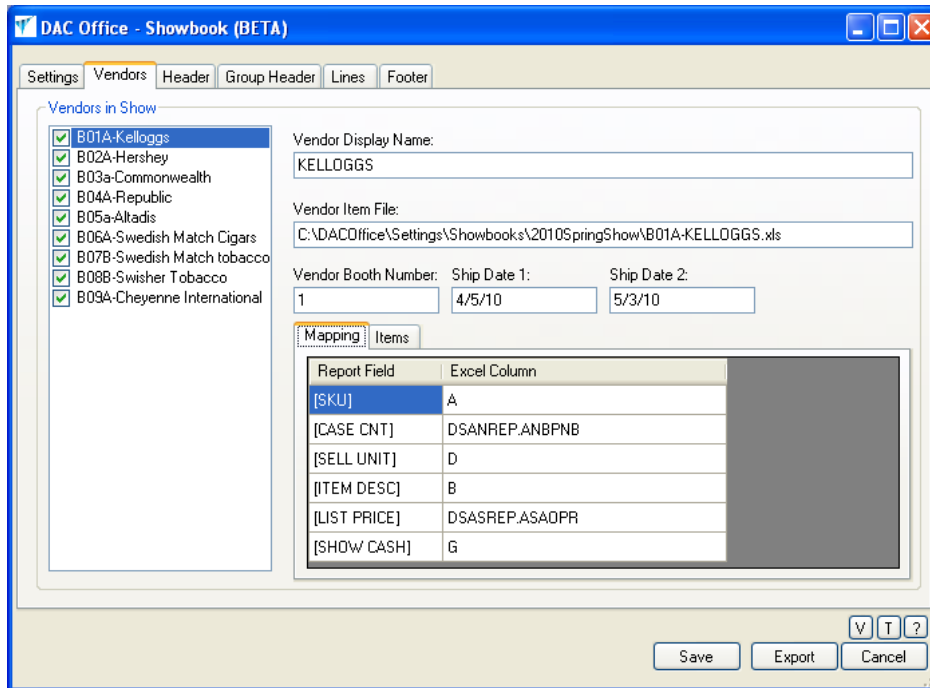 DAC Office - Showbook (BETA)
Settings Vendors Header Group Header Lines Footer
Vendors in Show
B01A-Kelloggs
B02A-Hershey
B03a-Commonwealth
B04A-Republic
B05a-Altadis
B06A-Swedish Match Cigars
B07B-Swedish Match tobacco
B08B-Swisher Tobacco
B09A-Cheyenne International
Vendor Display Name:
KELLOGGS
Vendor Item File:
C:\DACOffice\Settings\Showbooks\2010SpringShow\B01A-KELLOGGS.xls
Vendor Booth Number: Ship Date 1: Ship Date 2:
1 4/5/10 5/3/10
Mapping Items
Report Field Excel Column
[SKU] A
[CASE CNT] DSANREP.ANBPNB
[SELL UNIT] D
[ITEM DESC] B
[LIST PRICE] DSASREP.ASAOPR
[SHOW CASH] G
V T ?
Save Export Cancel